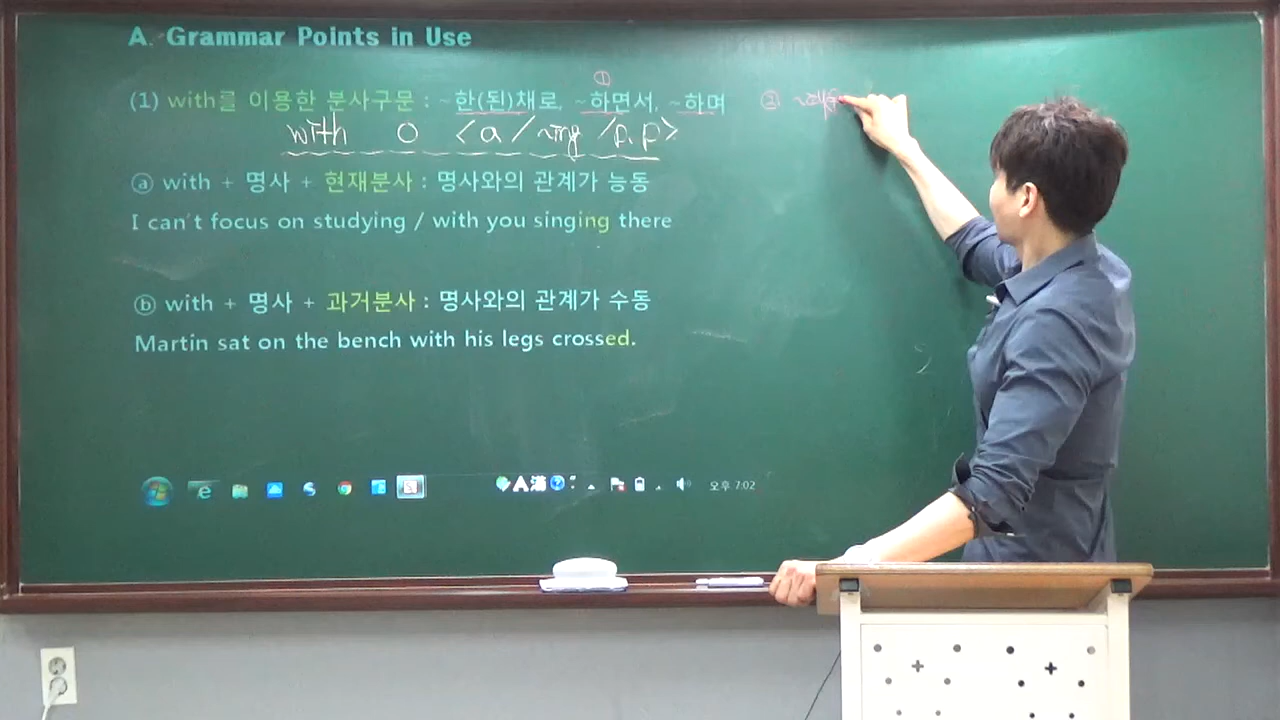 A. Grammar Points in Use
①
(1) with를 이용한 분사구문 : ~한(된)채로, ~하면서, ~하며 ②
with O <a / ~ing / p.p>
ⓐ with + 명사 + 현재분사 : 명사와의 관계가 능동
I can't focus on studying / with you singing there
ⓑ with + 명사 + 과거분사 : 명사와의 관계가 수동
Martin sat on the bench with his legs crossed.
A 漢 오후 7:02